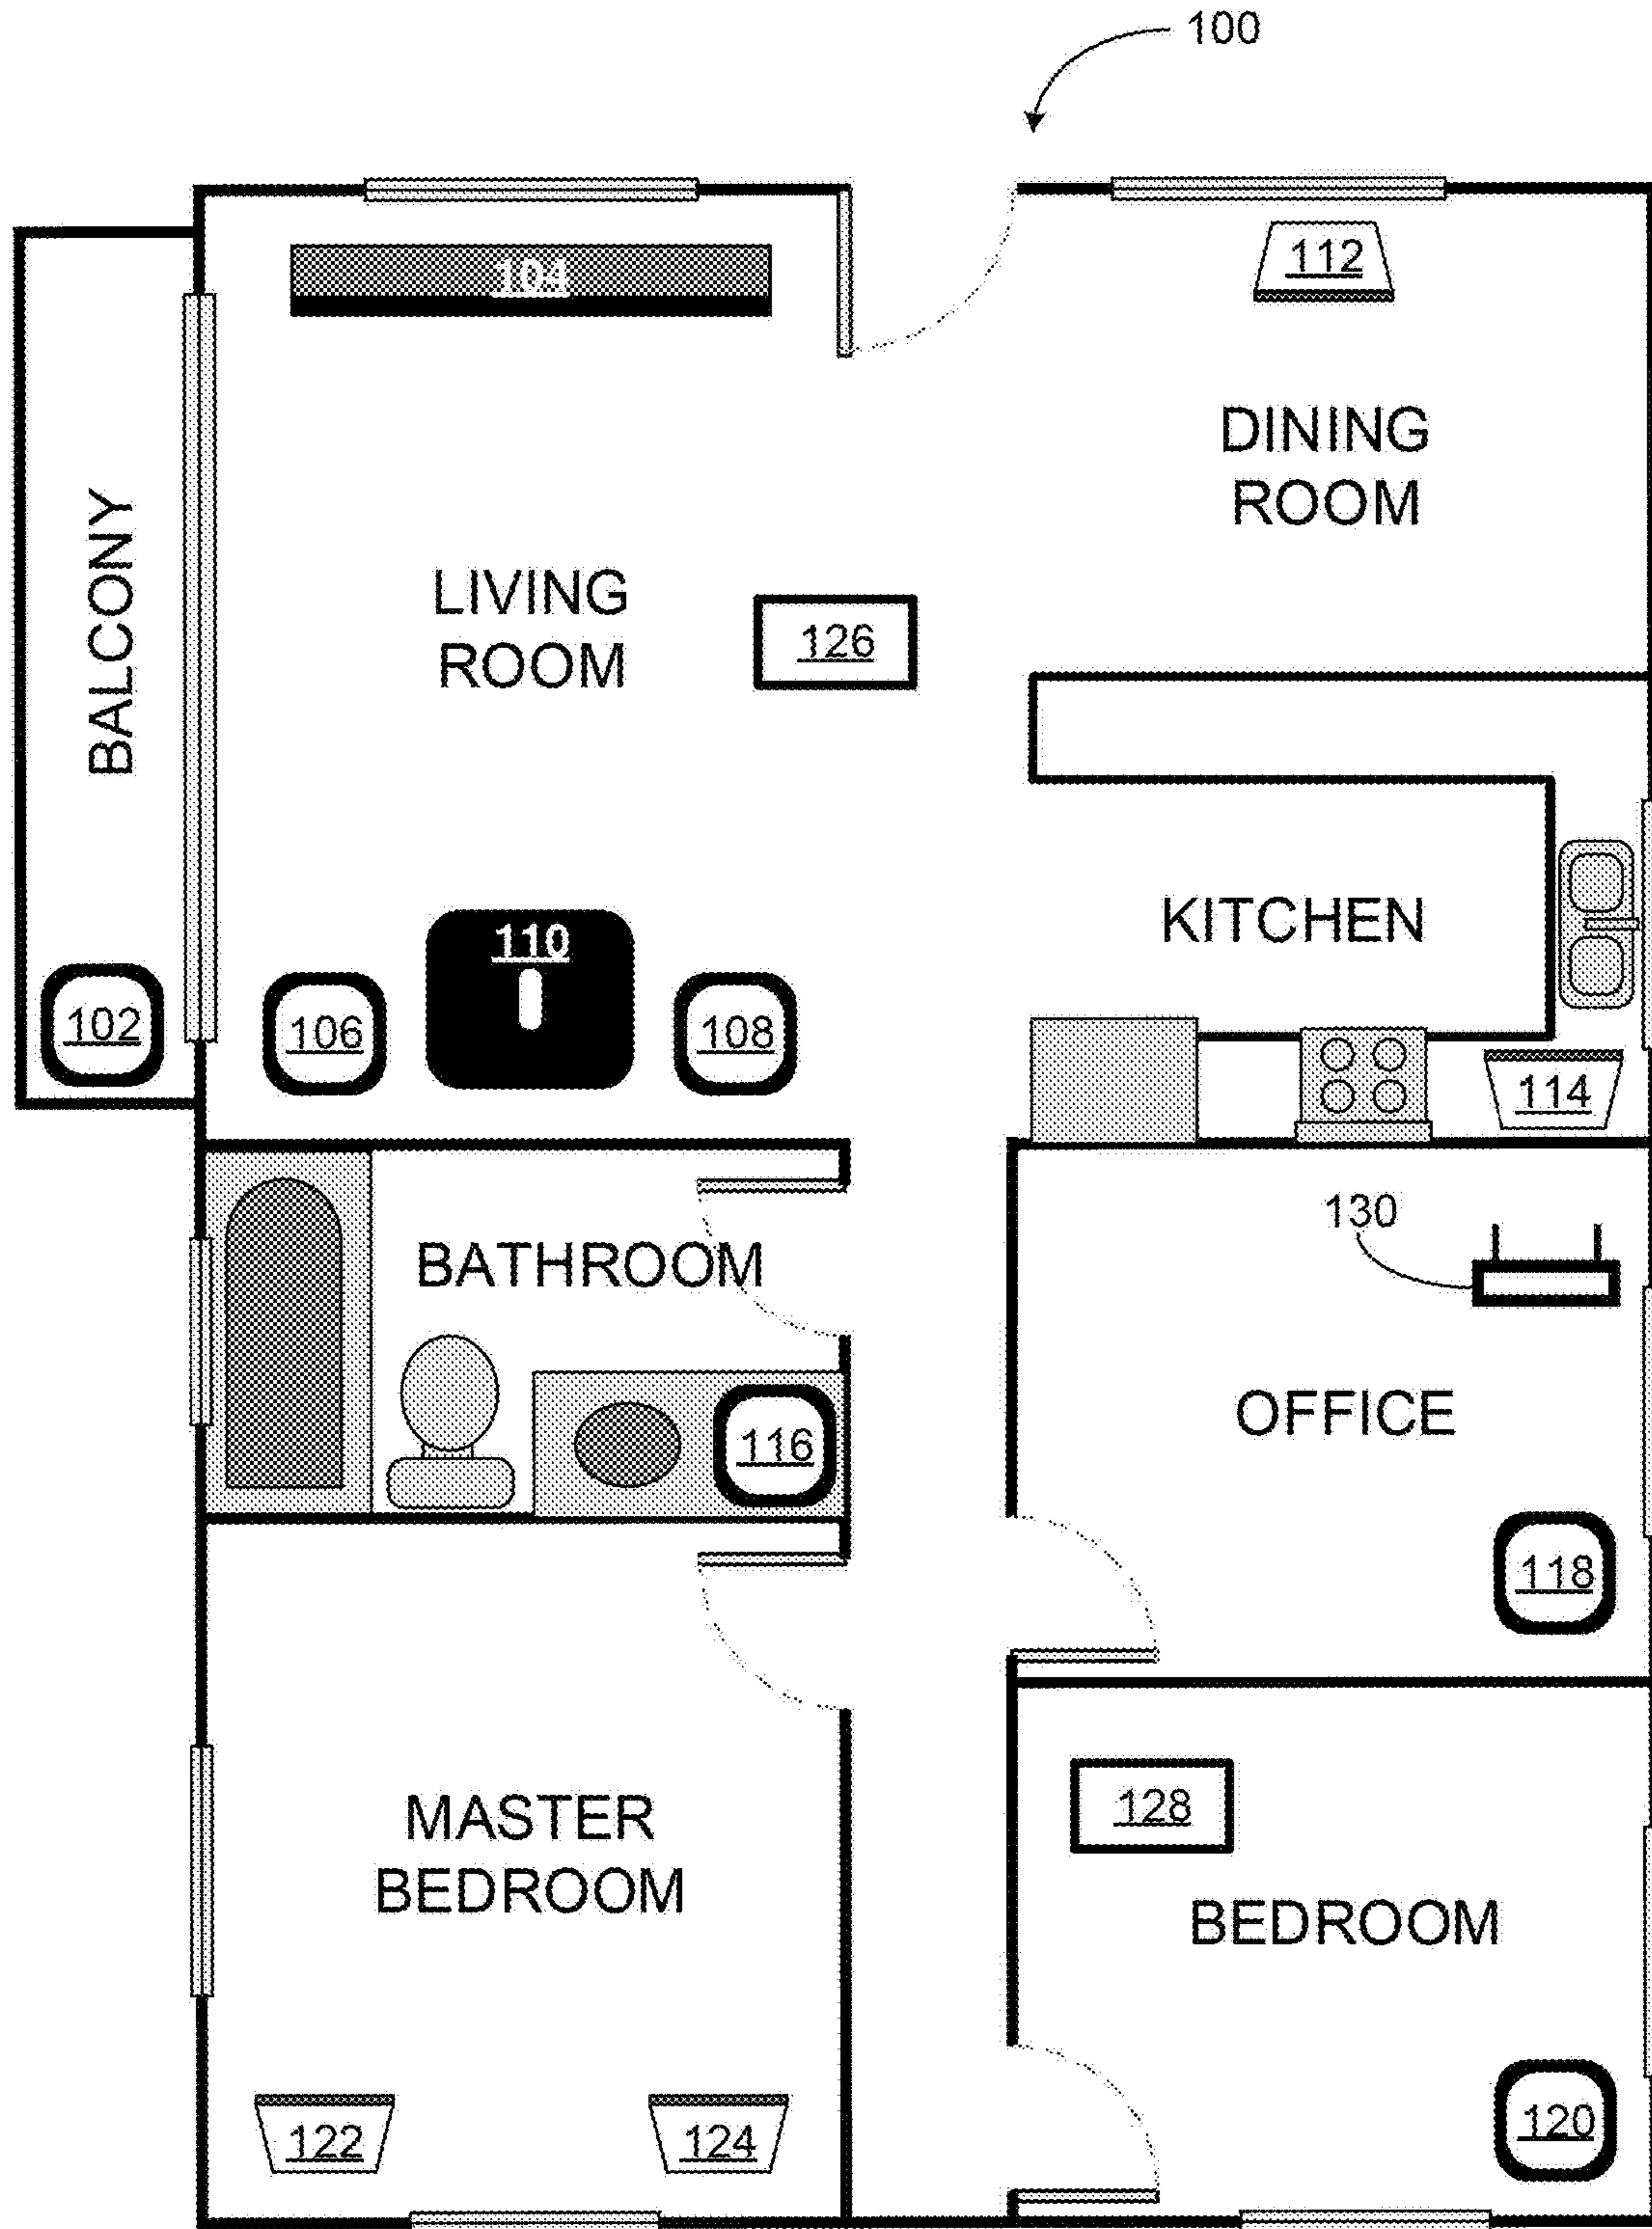 100
104
112
DINING
ROOM
BALCONY
LIVING
ROOM
126
KITCHEN
110
102
106
108
114
130
BATHROOM
OFFICE
116
118
128
MASTER
BEDROOM
BEDROOM
122
124
120